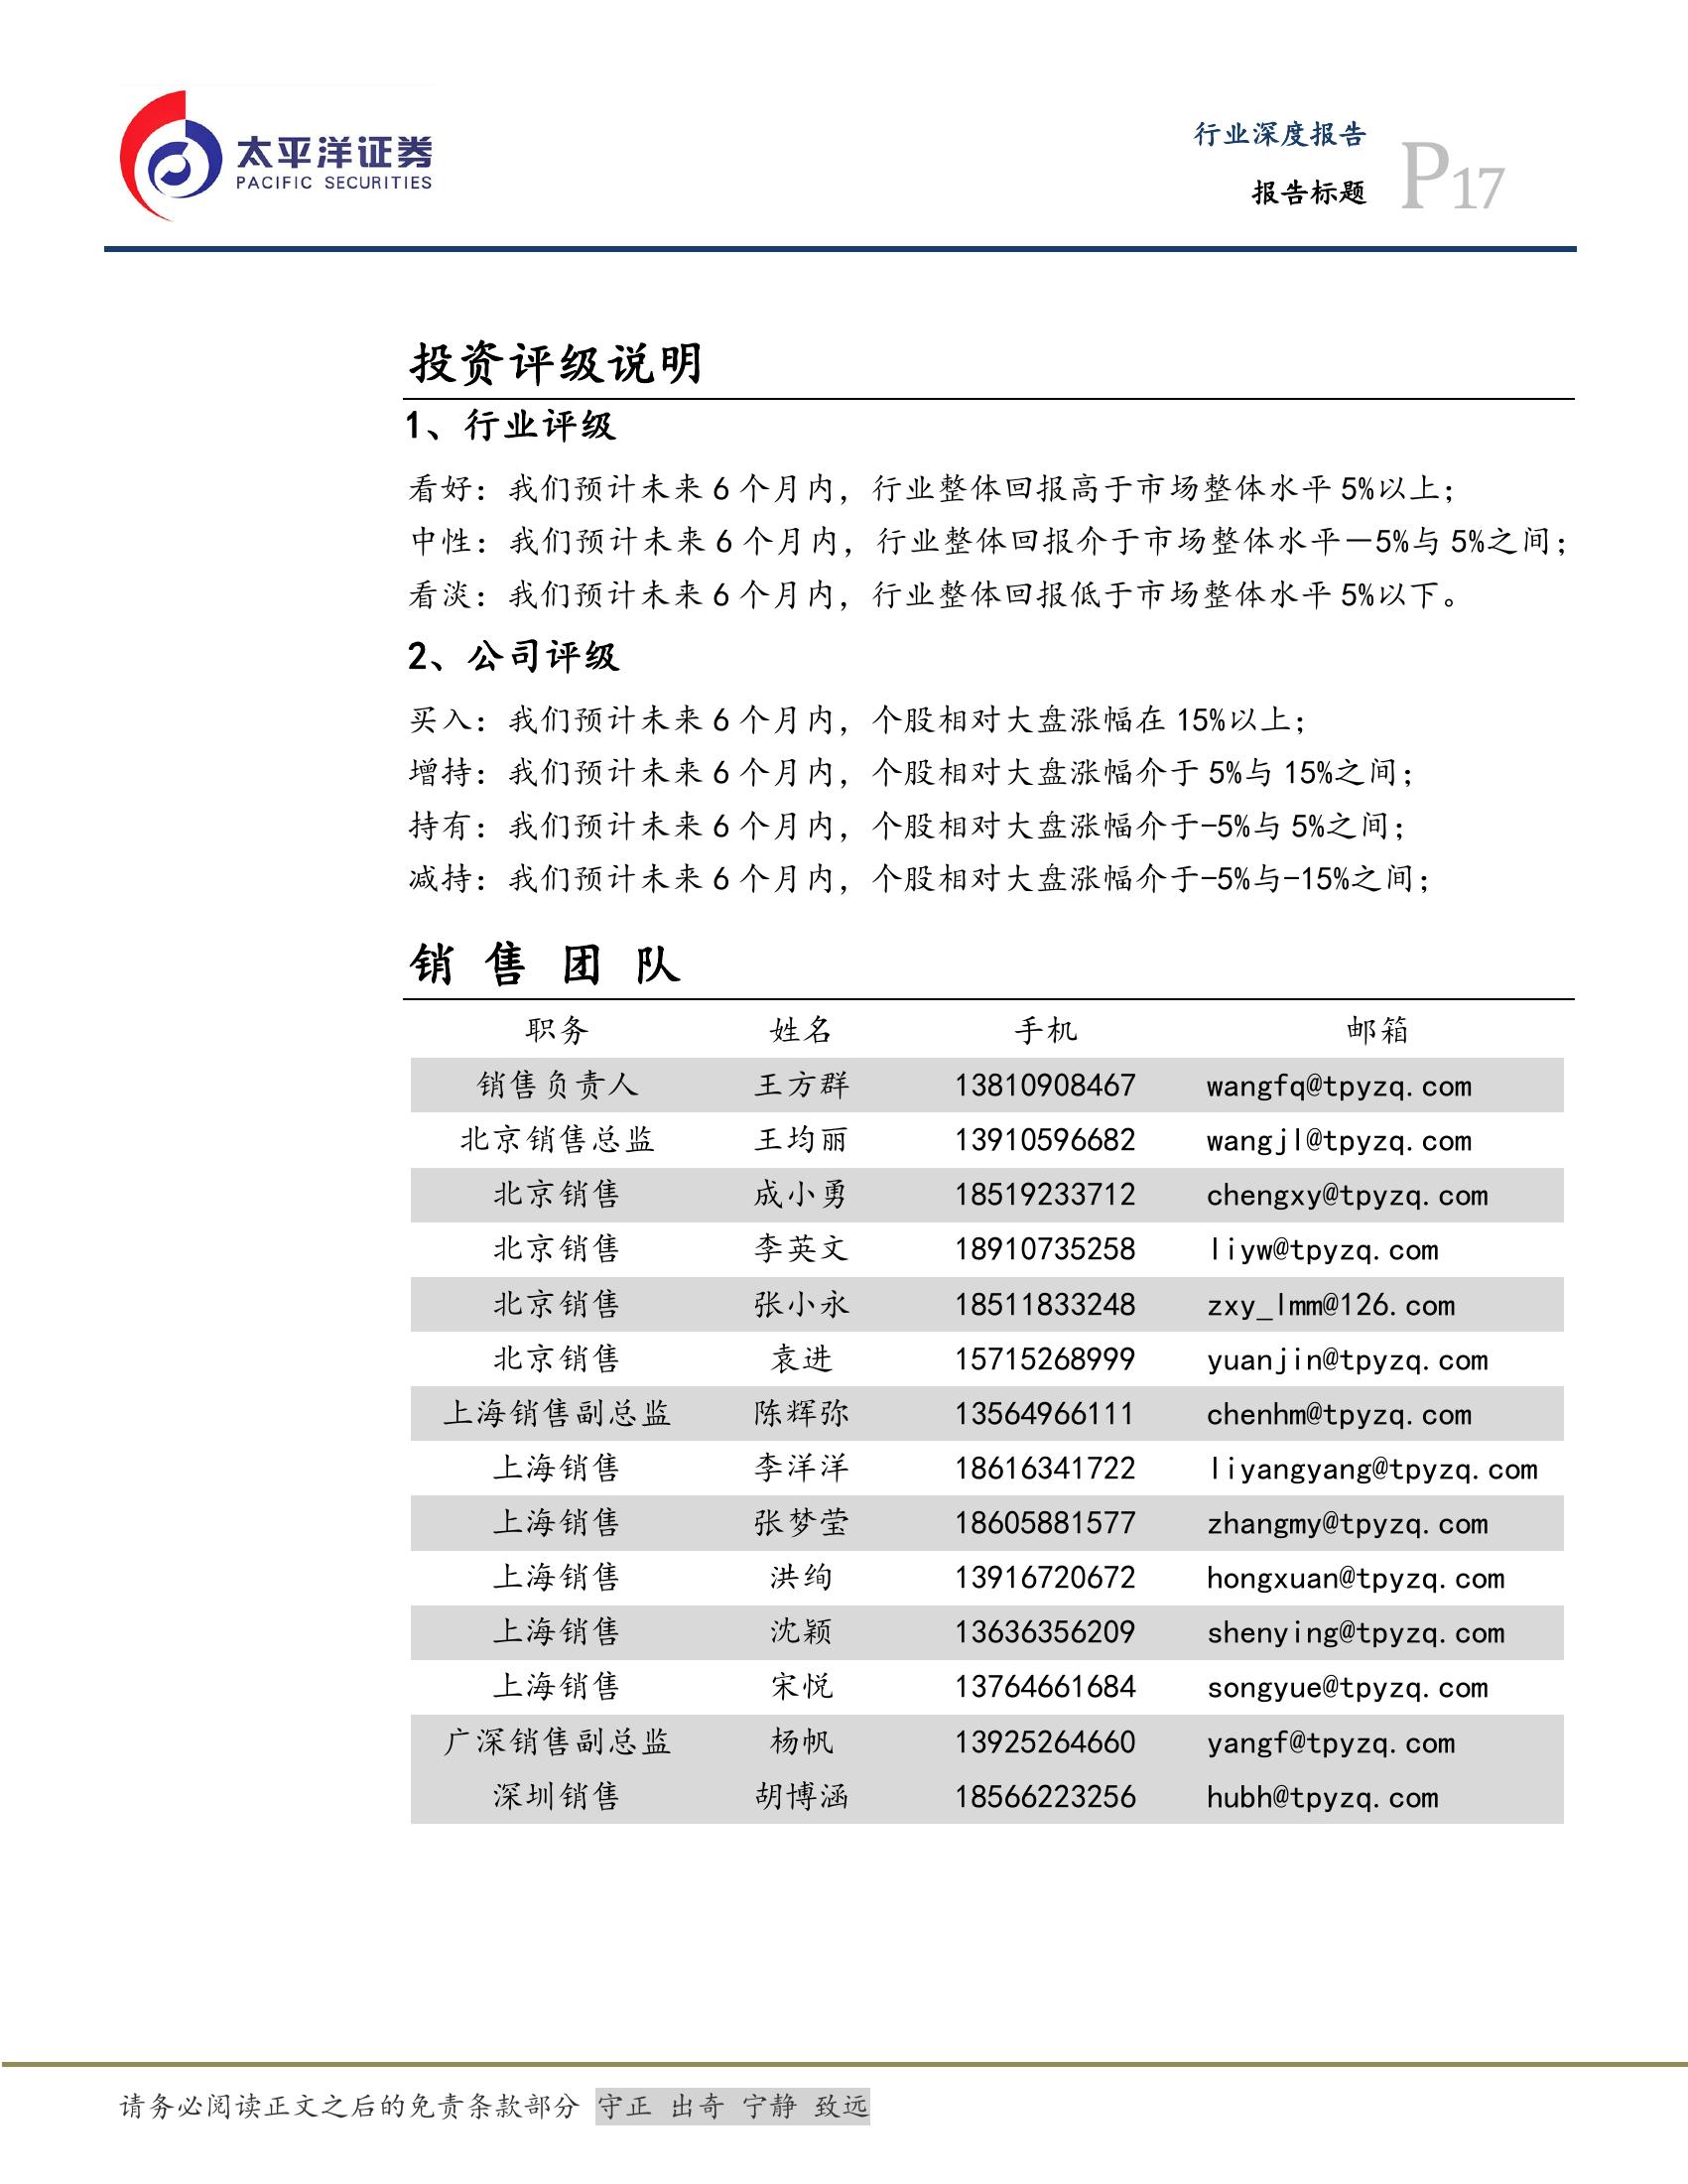 太平洋证券
PACIFIC SECURITIES
行业深度报告
报告标题
P17
投资评级说明
1、行业评级
看好：我们预计未来 6 个月内，行业整体回报高于市场整体水平 5%以上；
中性：我们预计未来 6 个月内，行业整体回报介于市场整体水平－5%与 5%之间；
看淡：我们预计未来 6 个月内，行业整体回报低于市场整体水平 5%以下。
2、公司评级
买入：我们预计未来 6 个月内，个股相对大盘涨幅在 15%以上；
增持：我们预计未来 6 个月内，个股相对大盘涨幅介于 5%与 15%之间；
持有：我们预计未来 6 个月内，个股相对大盘涨幅介于-5%与 5%之间；
减持：我们预计未来 6 个月内，个股相对大盘涨幅介于-5%与-15%之间；
销 售 团 队
职务 姓名 手机 邮箱
销售负责人 王方群 13810908467 wangfq@tpyzq.com
北京销售总监 王均丽 13910596682 wangjl@tpyzq.com
北京销售 成小勇 18519233712 chengxy@tpyzq.com
北京销售 李英文 18910735258 liyw@tpyzq.com
北京销售 张小永 18511833248 zxy_lmm@126.com
北京销售 袁进 15715268999 yuanjin@tpyzq.com
上海销售副总监 陈辉弥 13564966111 chenhm@tpyzq.com
上海销售 李洋洋 18616341722 liyangyang@tpyzq.com
上海销售 张梦莹 18605881577 zhangmy@tpyzq.com
上海销售 洪绚 13916720672 hongxuan@tpyzq.com
上海销售 沈颖 13636356209 shenying@tpyzq.com
上海销售 宋悦 13764661684 songyue@tpyzq.com
广深销售副总监 杨帆 13925264660 yangf@tpyzq.com
深圳销售 胡博涵 18566223256 hubh@tpyzq.com
请务必阅读正文之后的免责条款部分 守正 出奇 宁静 致远